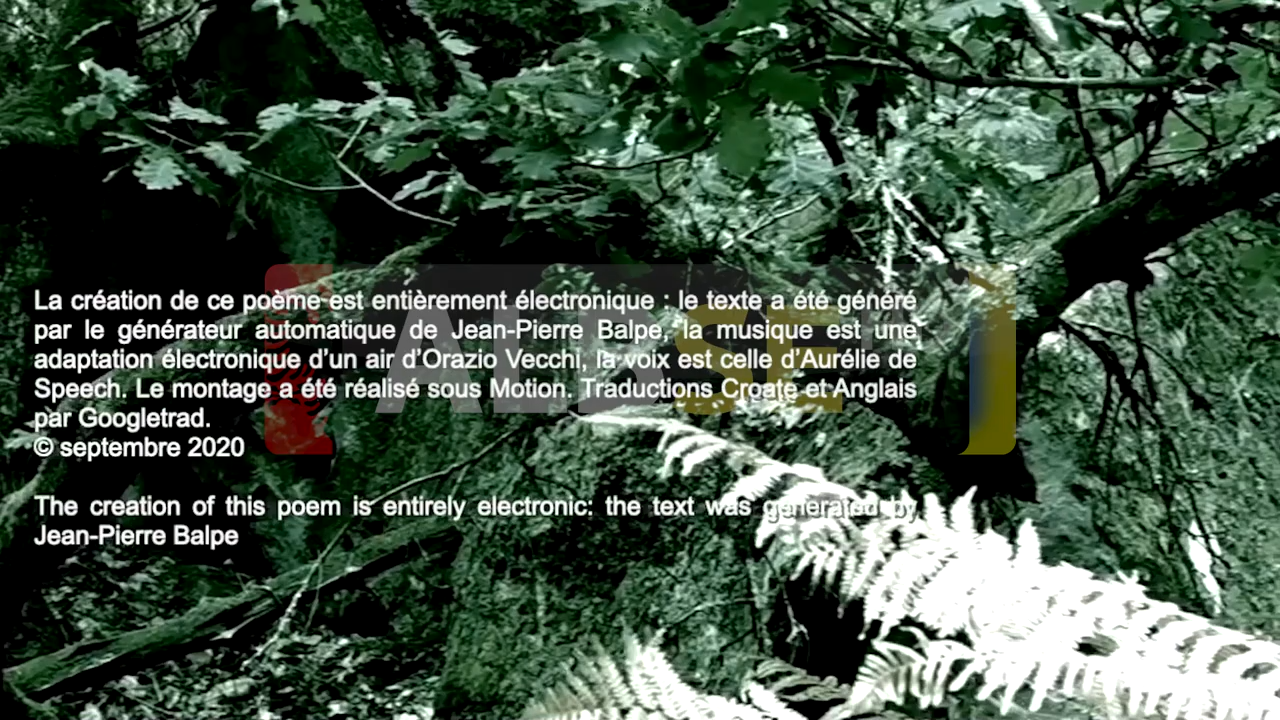 La création de ce poème est entièrement électronique : le texte a été généré
par le générateur automatique de Jean-Pierre Balpe, la musique est une
adaptation électronique d'un air d'Orazio Vecchi, la voix est celle d'Aurélie de
Speech. Le montage a été réalisé sous Motion. Traductions Croate et Anglais
par Googletrad.
© septembre 2020
The creation of this poem is entirely electronic: the text was generated by
Jean-Pierre Balpe